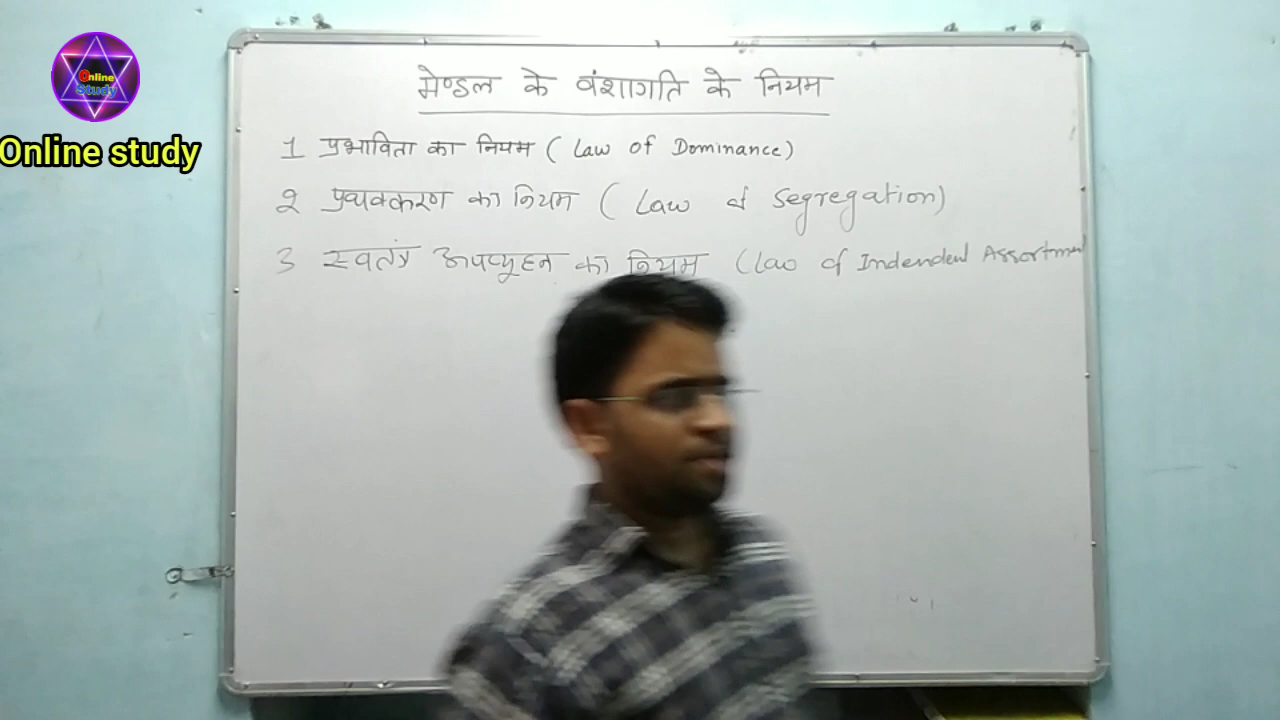 Online
Study
Online study
मेण्डल के वंशागति के नियम
1 प्रभाविता का नियम ( Law of Dominance)
2 पृथक्करण का नियम ( Law of Segregation)
3 स्वतंत्र अपव्यूहन का नियम (Law of Indendent Assortment